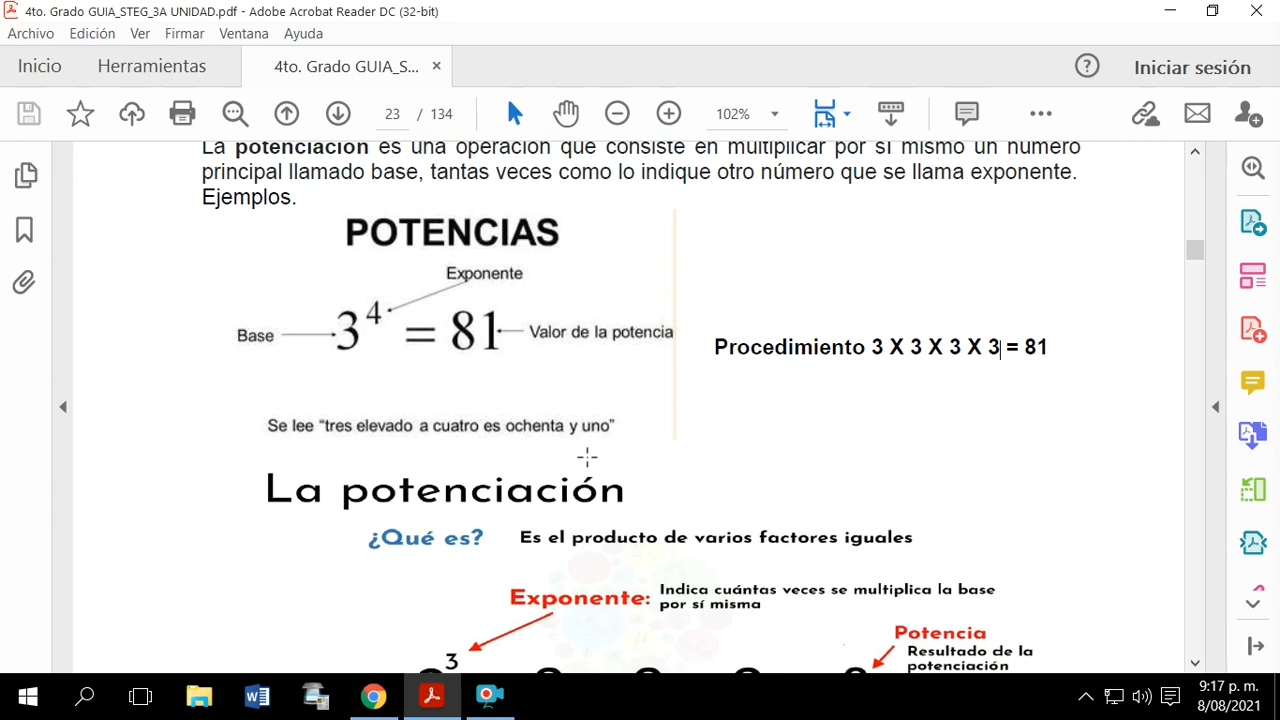 4to. Grado GUIA_STEG_3A UNIDAD.pdf - Adobe Acrobat Reader DC (32-bit)
Archivo Edición Ver Firmar Ventana Ayuda
Inicio Herramientas 4to. Grado GUIA_S... × Iniciar sesión
23 / 134 102%
La potenciación es una operación que consiste en multiplicar por sí mismo un número
principal llamado base, tantas veces como lo indique otro número que se llama exponente.
Ejemplos.
POTENCIAS
Exponente
Base 3⁴ = 81 Valor de la potencia
Procedimiento 3 X 3 X 3 X 3 = 81
Se lee “tres elevado a cuatro es ochenta y uno”
La potenciación
¿Qué es? Es el producto de varios factores iguales
Exponente: Indica cuántas veces se multiplica la base
por sí misma
Potencia
Resultado de la
potenciación
3
9:17 p. m.
8/08/2021